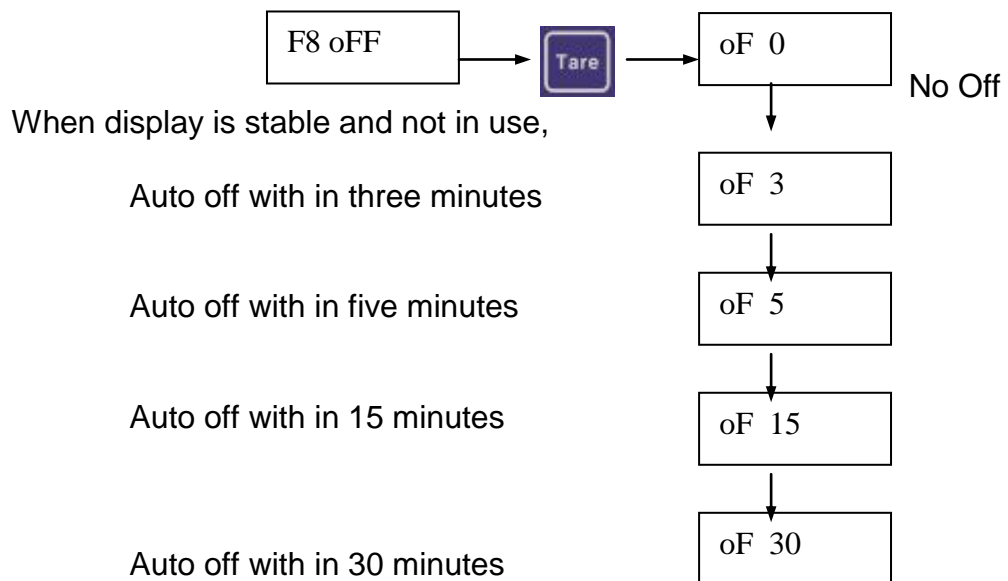 F8 oFF
Tare
oF 0
No Off
When display is stable and not in use,
Auto off with in three minutes
oF 3
Auto off with in five minutes
oF 5
Auto off with in 15 minutes
oF 15
Auto off with in 30 minutes
oF 30